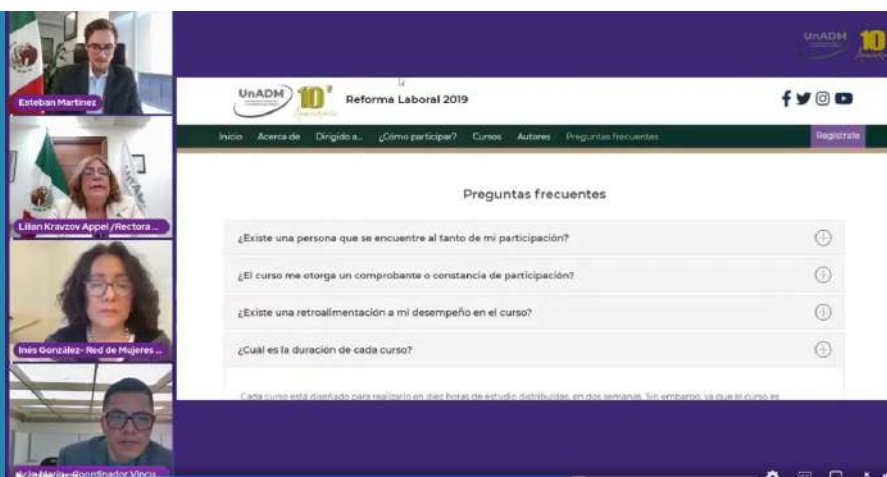 Esteban Martínez
Lilian Kravzov Appel /Rectora ...
Inés González- Red de Mujeres ...
UnADM 10
UnADM 10°
Aniversario
Reforma Laboral 2019
Inicio Acerca de Dirigido a... ¿Cómo participar? Cursos Autores Preguntas frecuentes Regístrate
Preguntas frecuentes
¿Existe una persona que se encuentre al tanto de mi participación?
¿El curso me otorga un comprobante o constancia de participación?
¿Existe una retroalimentación a mi desempeño en el curso?
¿Cuál es la duración de cada curso?
Cada curso está diseñado para realizarlo en diez horas de estudio distribuidas, en dos semanas. Sin embargo, ya que el curso es